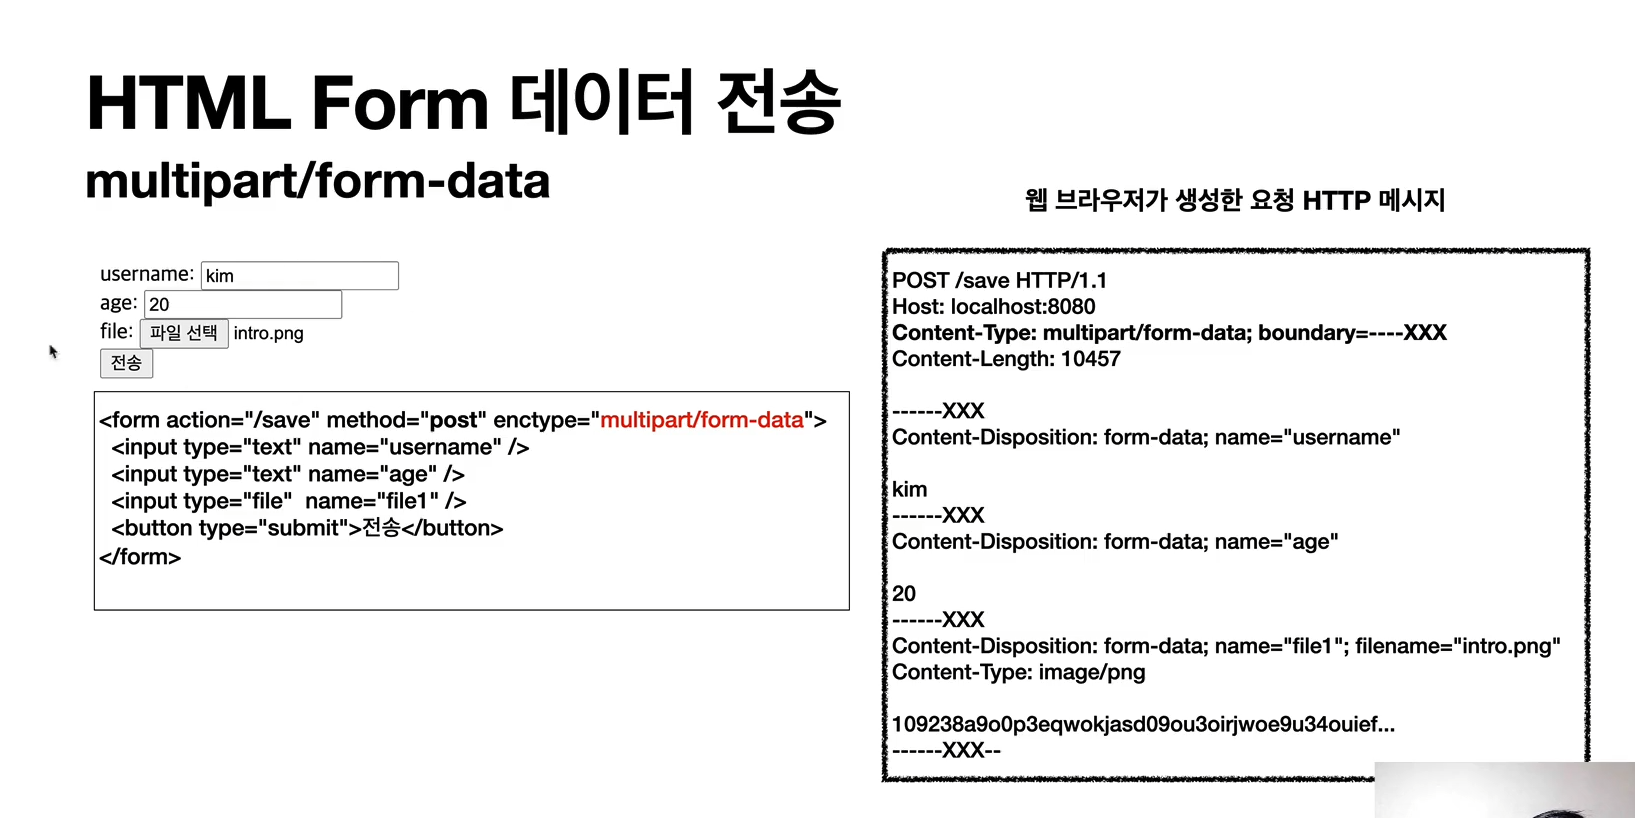 HTML Form 데이터 전송
multipart/form-data
username: kim
age: 20
file: 파일 선택 intro.png
전송
<form action="/save" method="post" enctype="multipart/form-data">
<input type="text" name="username" />
<input type="text" name="age" />
<input type="file"  name="file1" />
<button type="submit">전송</button>
</form>
웹 브라우저가 생성한 요청 HTTP 메시지
POST /save HTTP/1.1
Host: localhost:8080
Content-Type: multipart/form-data; boundary=----XXX
Content-Length: 10457
------XXX
Content-Disposition: form-data; name="username"
kim
------XXX
Content-Disposition: form-data; name="age"
20
------XXX
Content-Disposition: form-data; name="file1"; filename="intro.png"
Content-Type: image/png
109238a9o0p3eqwokjasd09ou3oirjwoe9u34ouief...
------XXX--